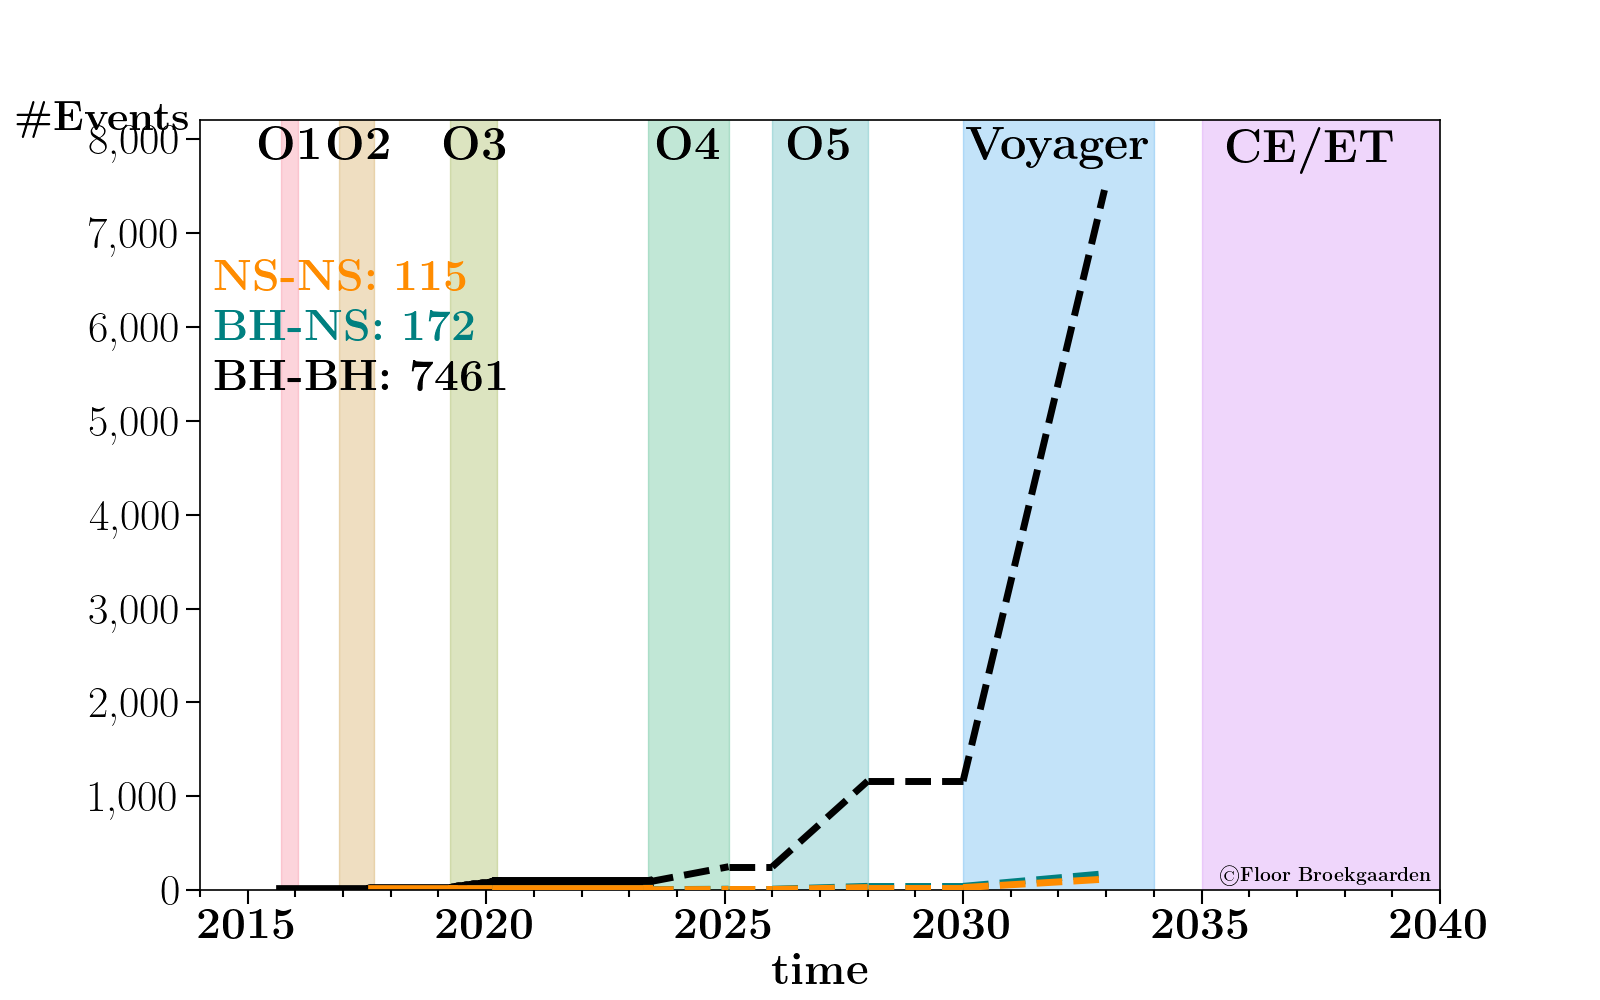 #Events
O1 O2 O3 O4 O5 Voyager CE/ET
8,000
7,000
NS-NS: 115
6,000
BH-NS: 172
BH-BH: 7461
5,000
4,000
3,000
2,000
1,000
©Floor Broekgaarden
0
2015 2020 2025 2030 2035 2040
time